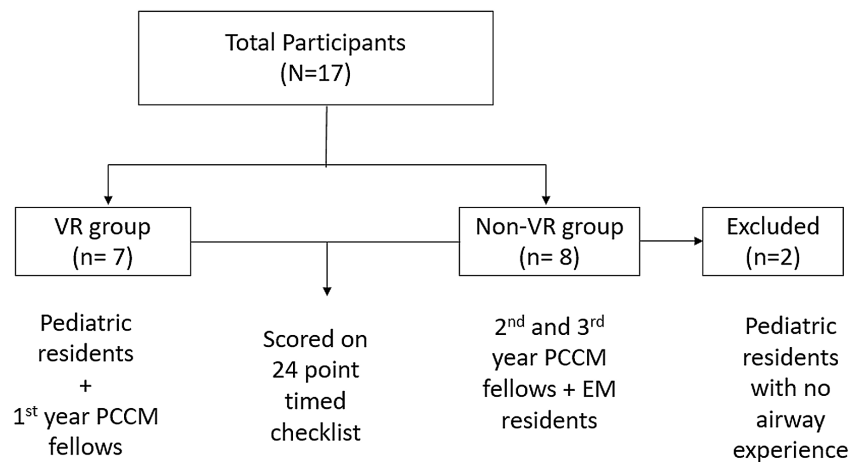 Total Participants
(N=17)
VR group
(n= 7)
Non-VR group
(n= 8)
Excluded
(n=2)
Pediatric
residents
+
1st year PCCM
fellows
Scored on
24 point
timed
checklist
2nd and 3rd
year PCCM
fellows + EM
residents
Pediatric
residents
with no
airway
experience